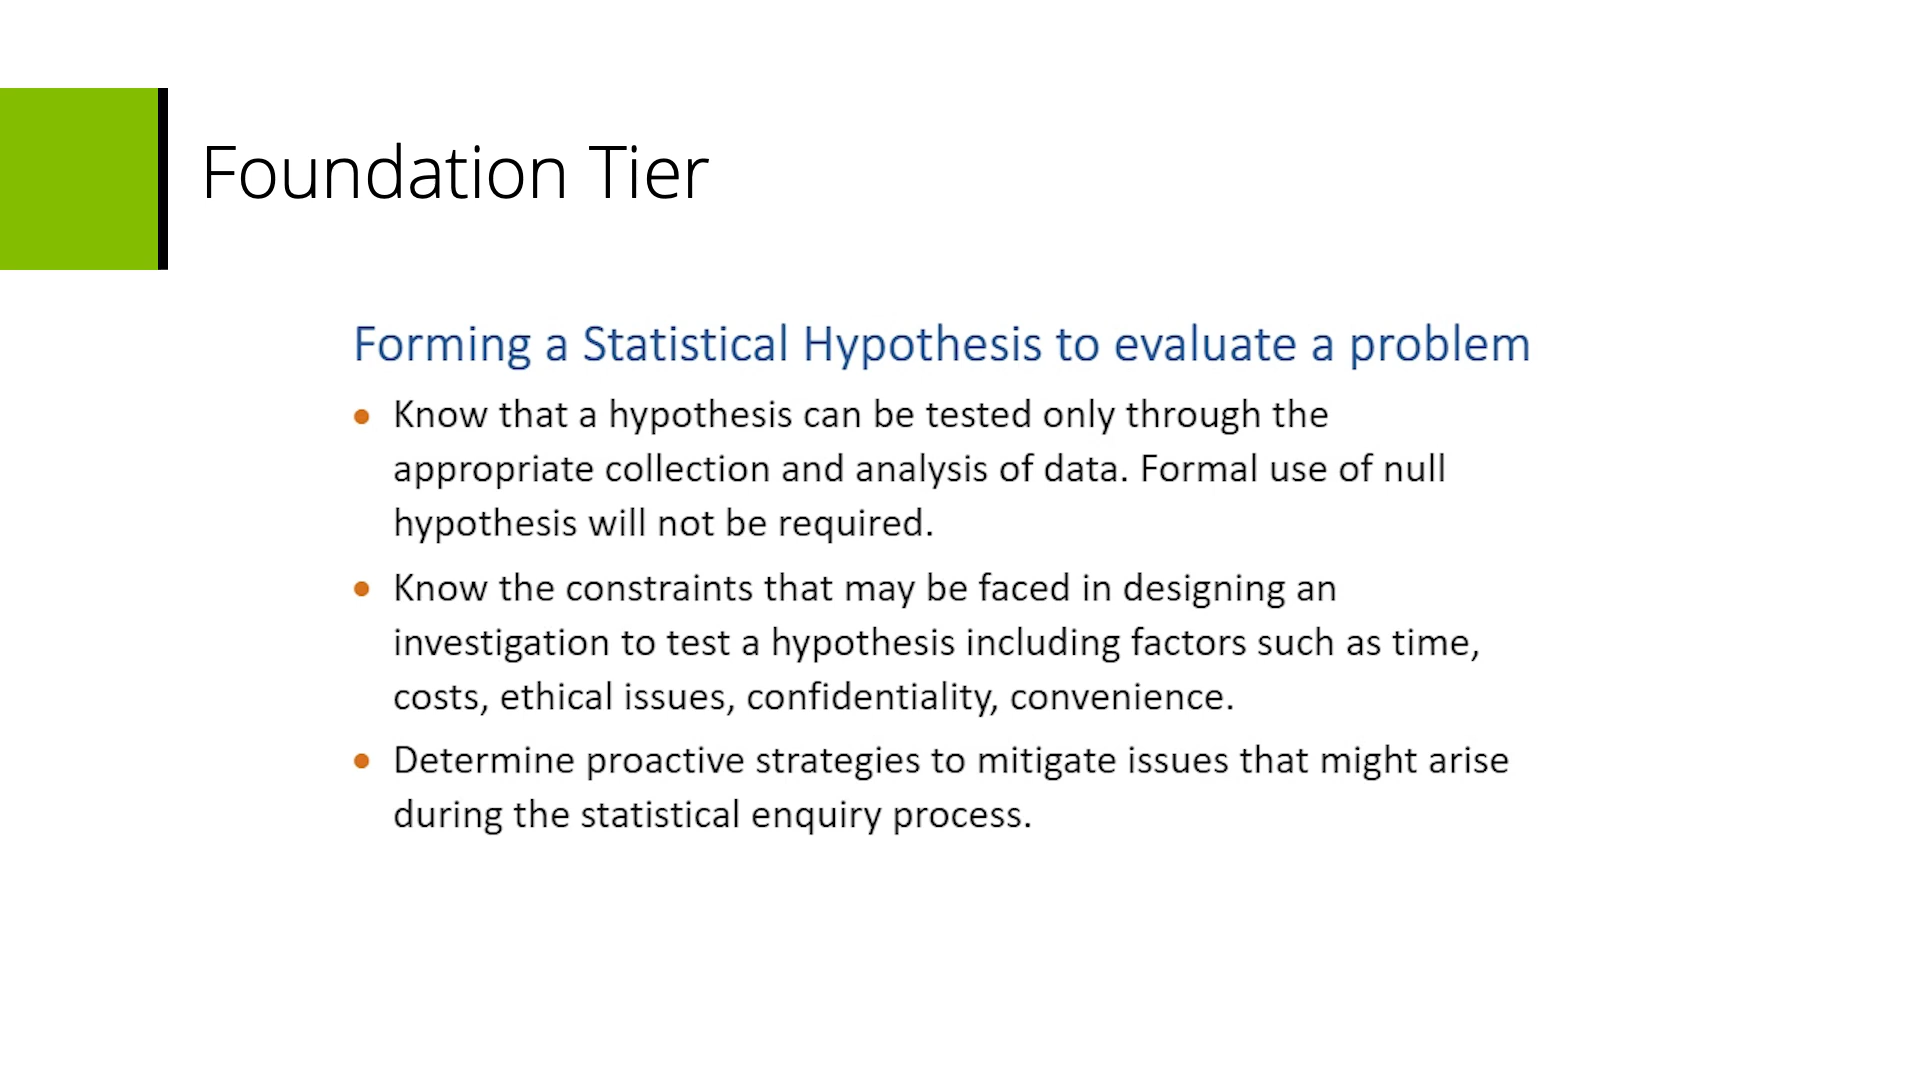 Foundation Tier
Forming a Statistical Hypothesis to evaluate a problem
• Know that a hypothesis can be tested only through the
appropriate collection and analysis of data. Formal use of null
hypothesis will not be required.
• Know the constraints that may be faced in designing an
investigation to test a hypothesis including factors such as time,
costs, ethical issues, confidentiality, convenience.
• Determine proactive strategies to mitigate issues that might arise
during the statistical enquiry process.